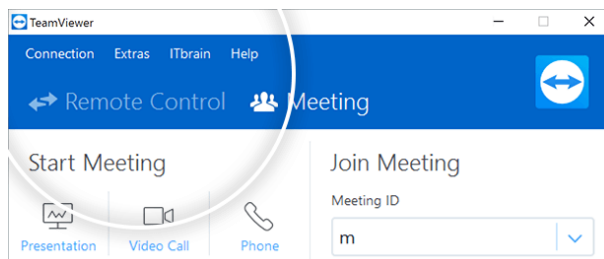 TeamViewer
Connection Extras ITbrain Help
Remote Control Meeting
Start Meeting
Join Meeting
Meeting ID
m
Presentation Video Call Phone